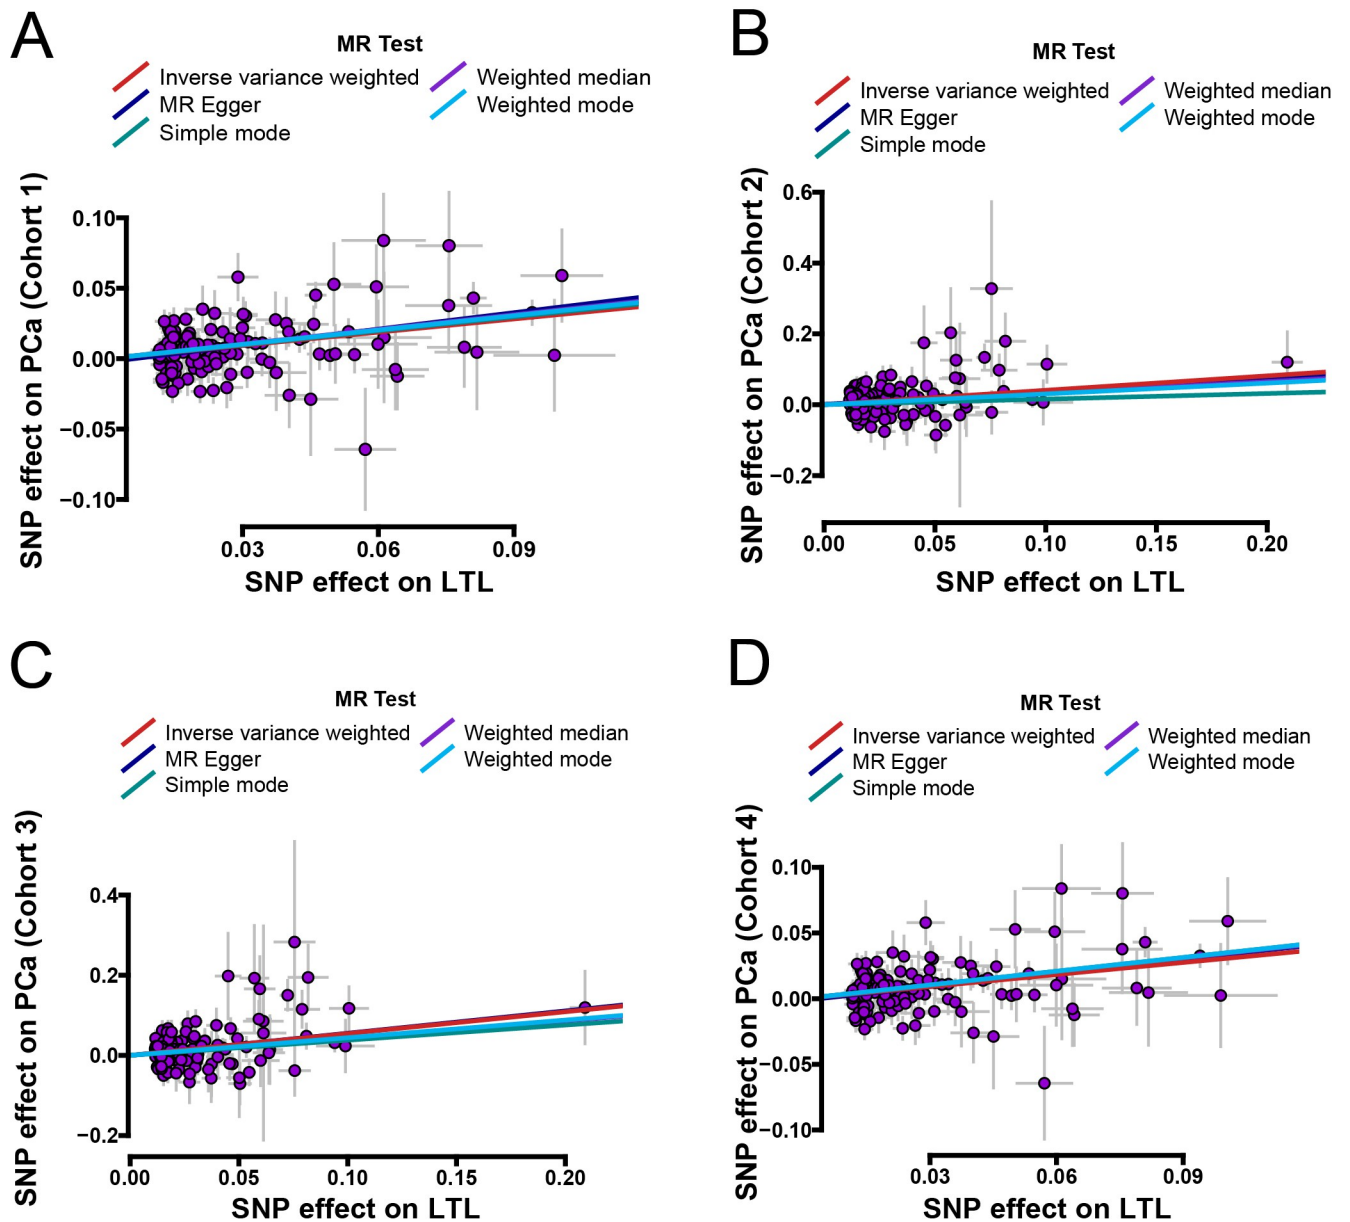 A
MR Test
Inverse variance weighted
Weighted median
MR Egger
Weighted mode
Simple mode
SNP effect on PCa (Cohort 1)
0.10
0.05
0.00
−0.05
−0.10
0.03 0.06 0.09
SNP effect on LTL
B
MR Test
Inverse variance weighted
Weighted median
MR Egger
Weighted mode
Simple mode
SNP effect on PCa (Cohort 2)
0.6
0.4
0.2
0.0
−0.2
0.00 0.05 0.10 0.15 0.20
SNP effect on LTL
C
MR Test
Inverse variance weighted
Weighted median
MR Egger
Weighted mode
Simple mode
SNP effect on PCa (Cohort 3)
0.4
0.2
0.0
−0.2
0.00 0.05 0.10 0.15 0.20
SNP effect on LTL
D
MR Test
Inverse variance weighted
Weighted median
MR Egger
Weighted mode
Simple mode
SNP effect on PCa (Cohort 4)
0.10
0.05
0.00
−0.05
−0.10
0.03 0.06 0.09
SNP effect on LTL